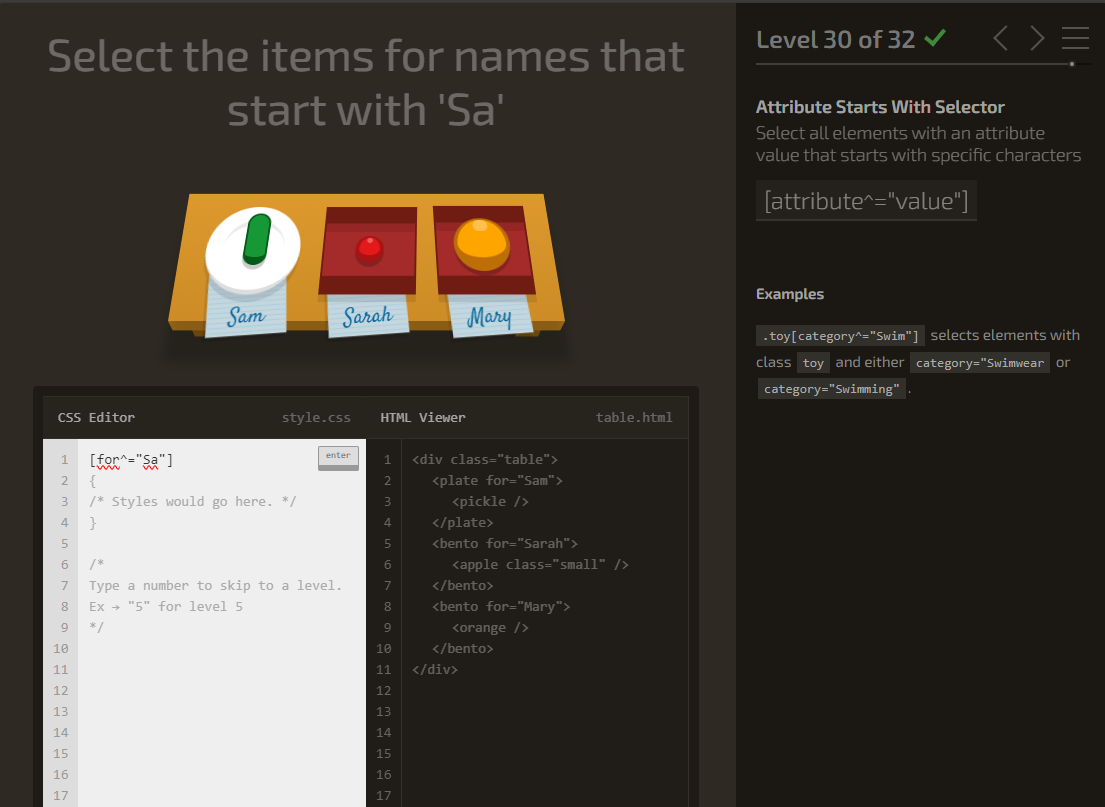 Select the items for names that
start with 'Sa'
Sam
Sarah
Mary
CSS Editor
style.css
[for^="Sa"]
enter
{
/* Styles would go here. */
}
/*
Type a number to skip to a level.
Ex → "5" for level 5
*/
1
2
3
4
5
6
7
8
9
10
11
12
13
14
15
16
17
HTML Viewer
table.html
1
2
3
4
5
6
7
8
9
10
11
12
13
14
15
16
17
<div class="table">
<plate for="Sam">
<pickle />
</plate>
<bento for="Sarah">
<apple class="small" />
</bento>
<bento for="Mary">
<orange />
</bento>
</div>
Level 30 of 32
Attribute Starts With Selector
Select all elements with an attribute
value that starts with specific characters
[attribute^="value"]
Examples
.toy[category^="Swim"] selects elements with
class toy and either category="Swimwear or
category="Swimming" .